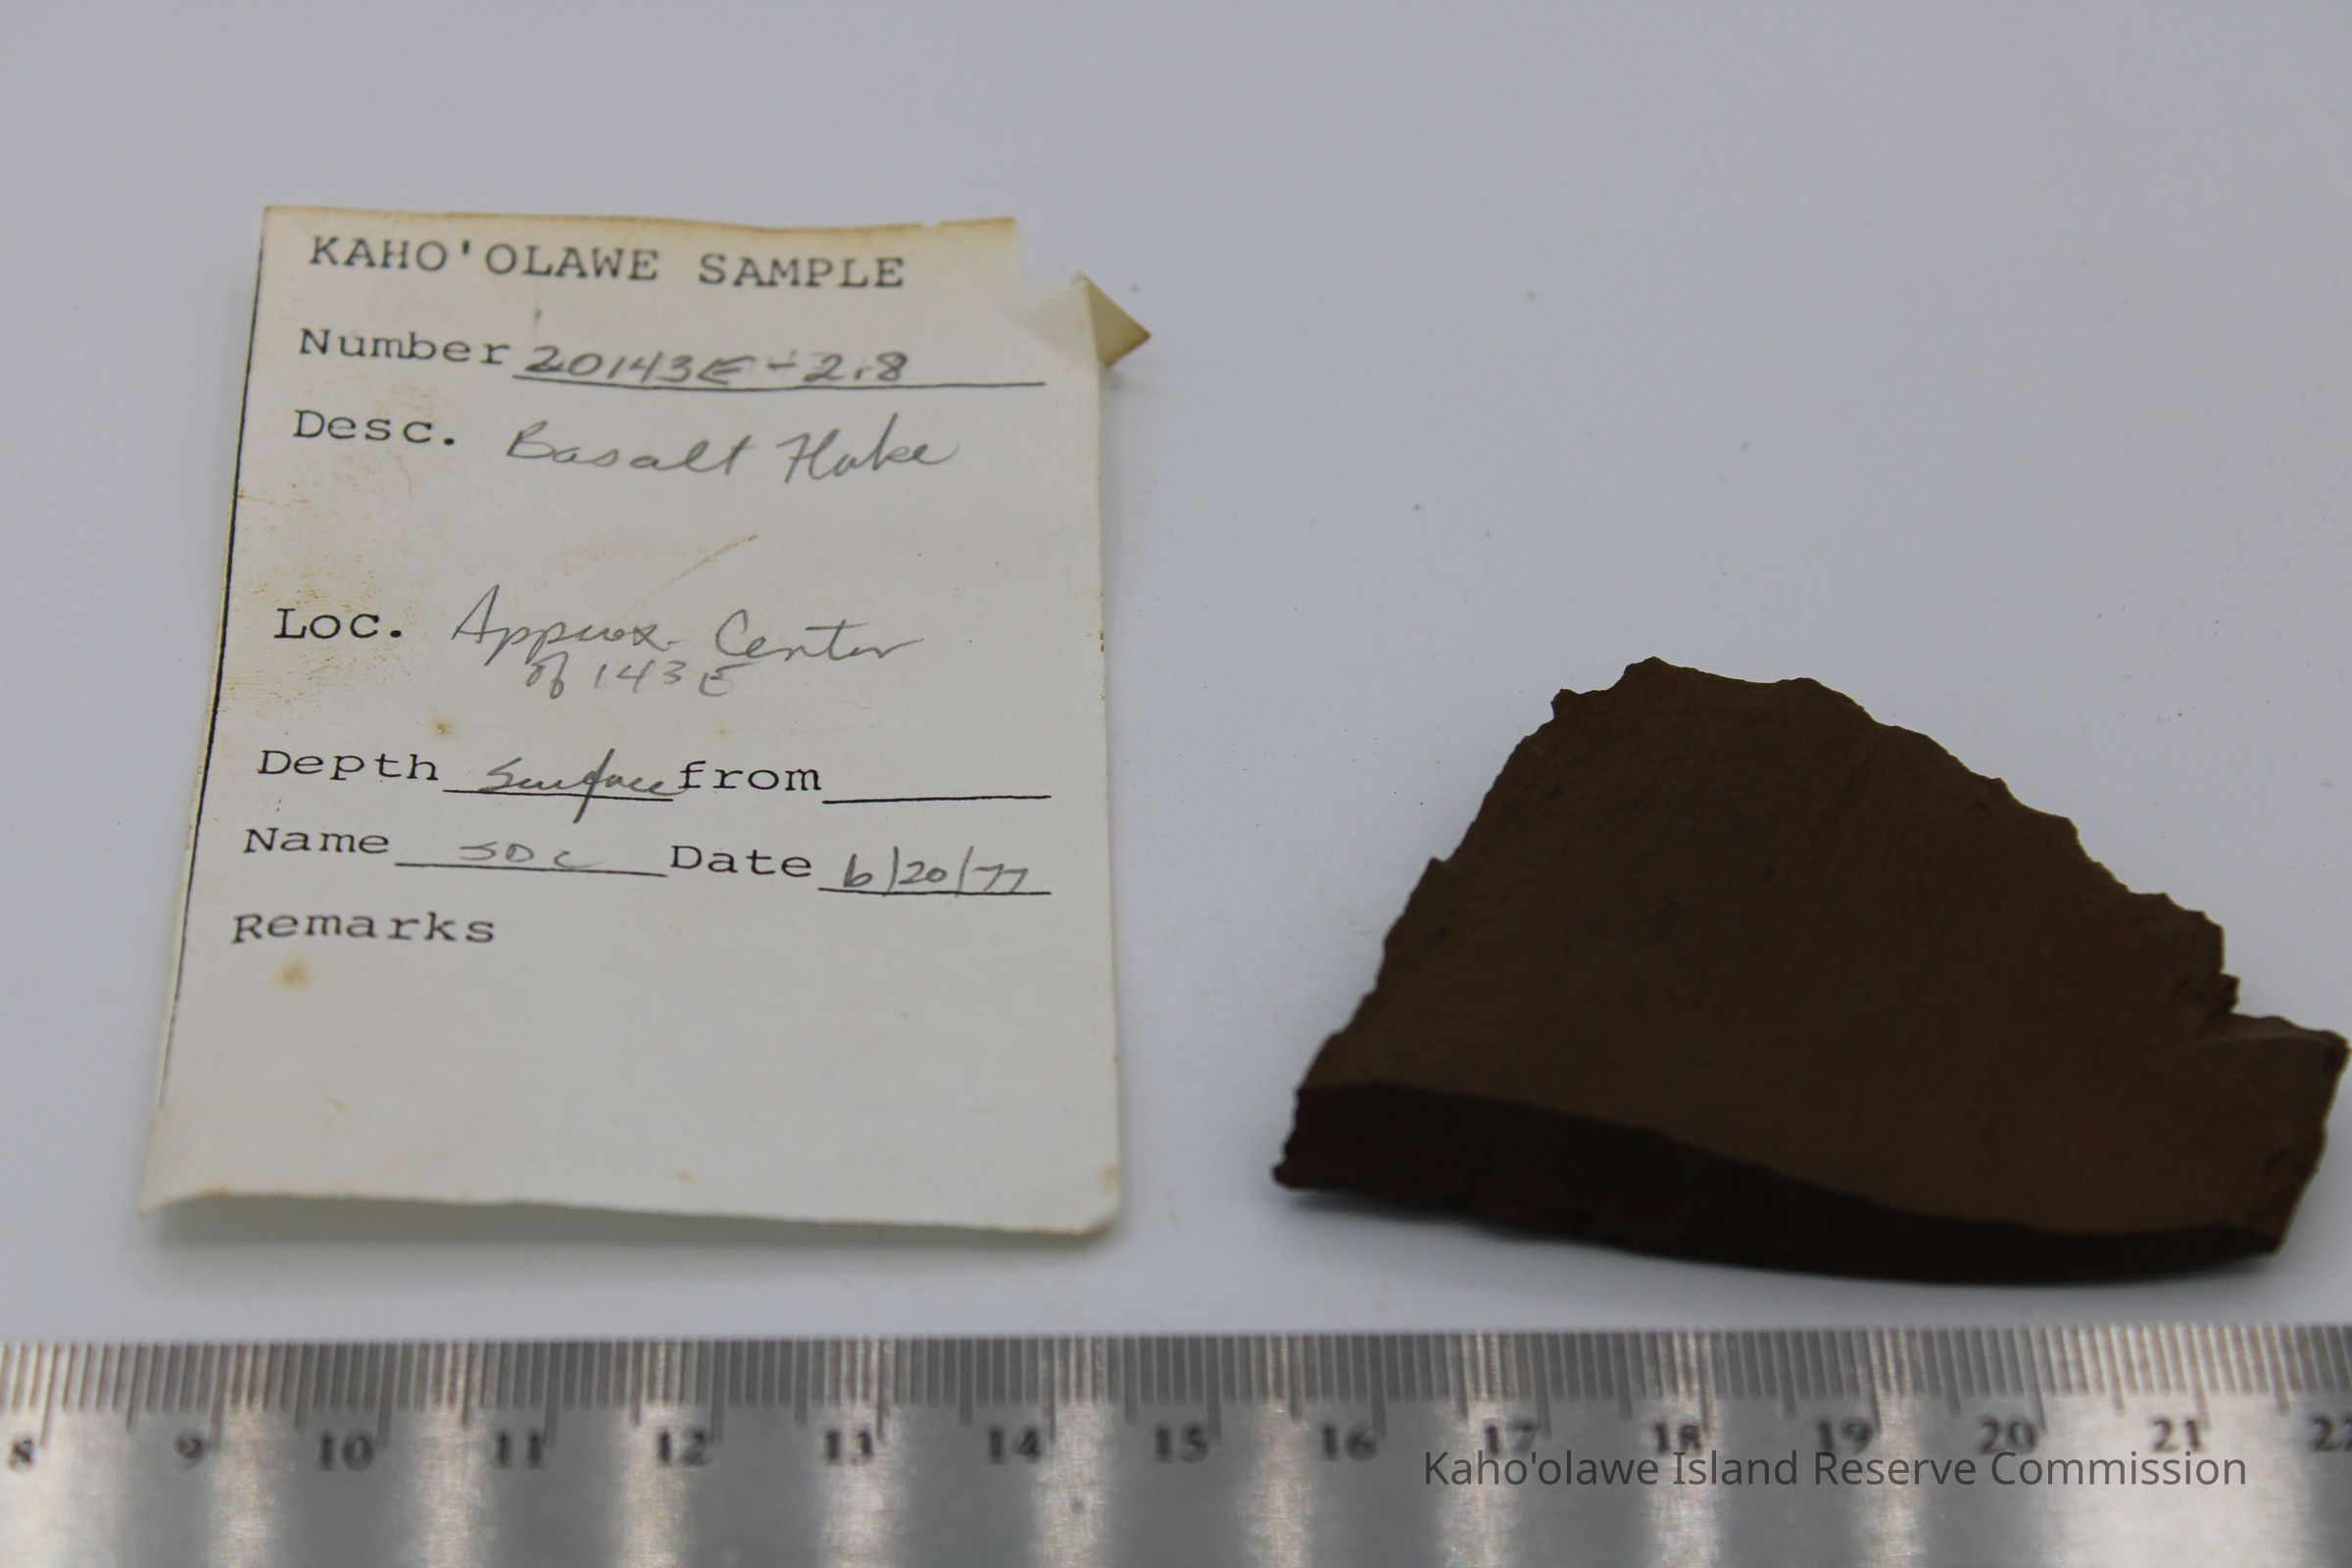 KAHO'OLAWE SAMPLE
Number 20143E-2.8
Desc. Basalt Flake
Loc. Approx. Center
of 143E
Depth Surface from
Name JDC Date 6/20/77
Remarks
8 9 10 11 12 13 14 15 16 17 18 19 20 21 22
Kaho'olawe Island Reserve Commission